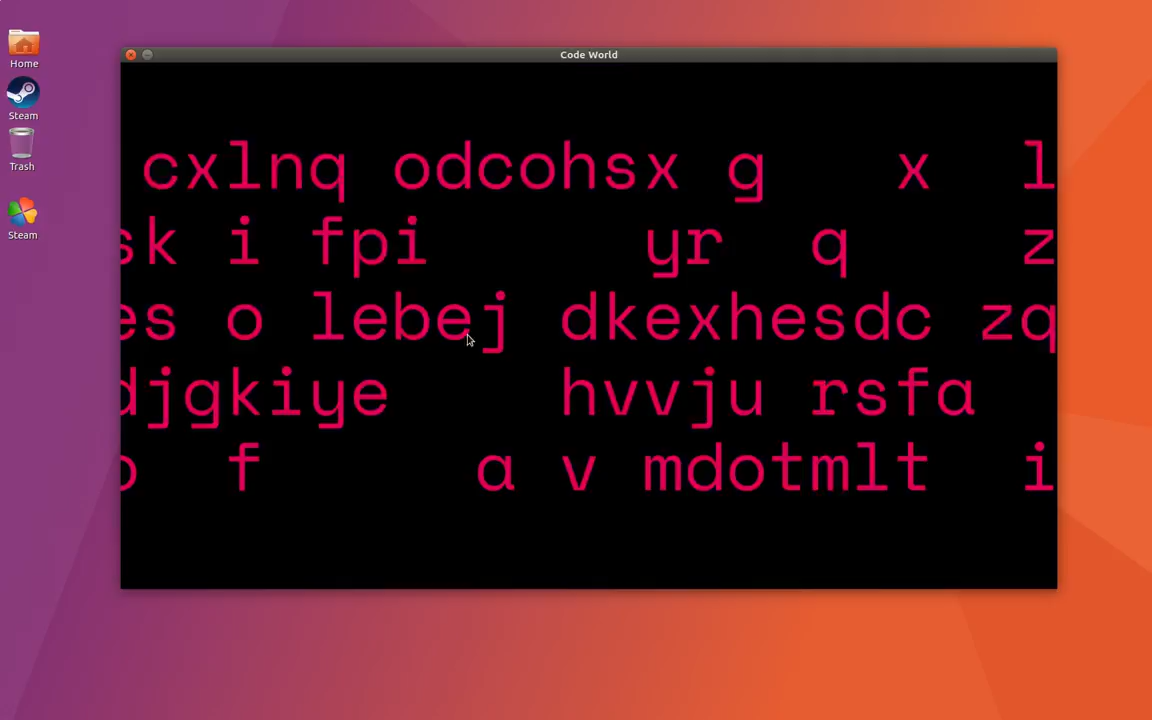 Code World
Home
Steam
Trash
Steam
cxlnq odcohsx g x l
sk i fpi yr q z
es o lebej dkexhesdc zq
djgkiye hvvju rsfa
f a v mdotmlt i